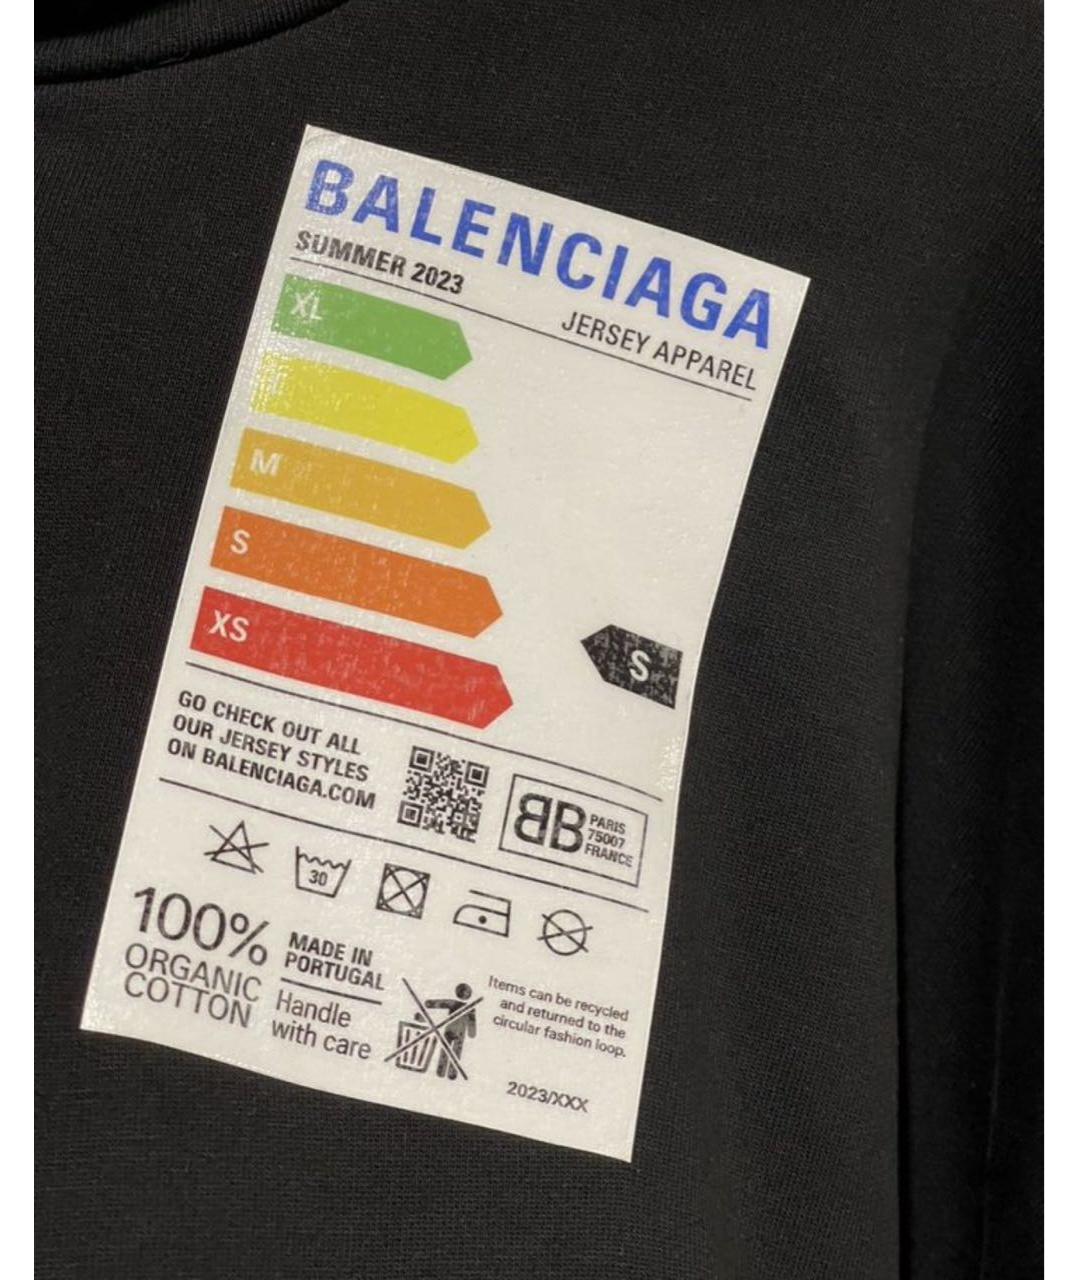 BALENCIAGA
SUMMER 2023
JERSEY APPAREL
XL
M
S
XS
S
GO CHECK OUT ALL
OUR JERSEY STYLES
ON BALENCIAGA.COM
BB
PARIS
75007
FRANCE
30
100%
ORGANIC
COTTON
MADE IN
PORTUGAL
Handle
with care
Items can be recycled
and returned to the
circular fashion loop.
2023/XXX